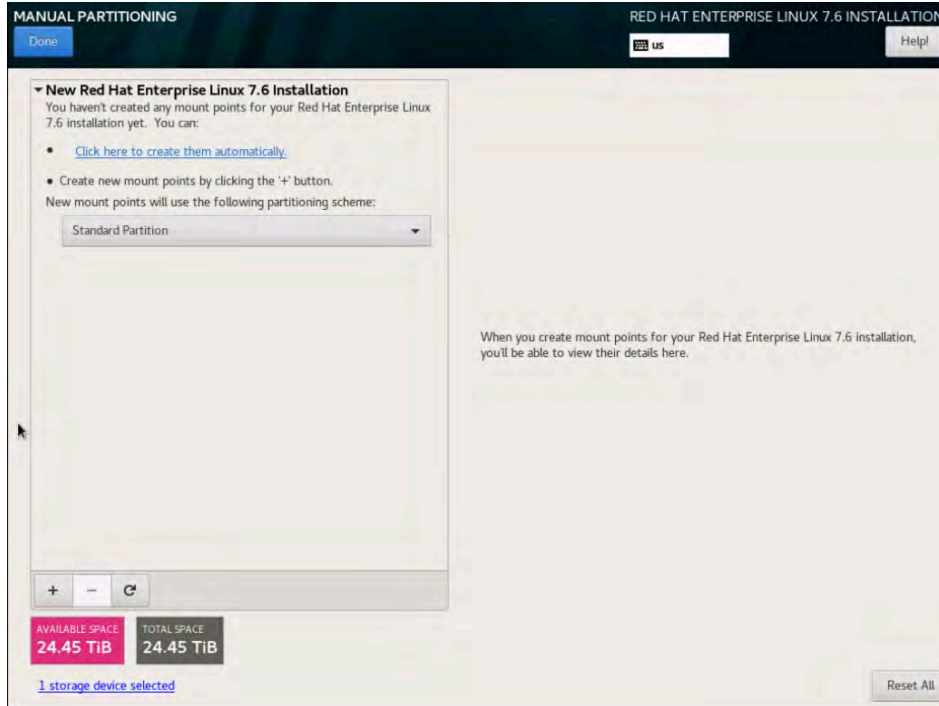 MANUAL PARTITIONING
RED HAT ENTERPRISE LINUX 7.6 INSTALLATION
Done
us
Help!
New Red Hat Enterprise Linux 7.6 Installation
You haven't created any mount points for your Red Hat Enterprise Linux
7.6 installation yet. You can:
• Click here to create them automatically.
• Create new mount points by clicking the '+' button.
New mount points will use the following partitioning scheme:
Standard Partition
When you create mount points for your Red Hat Enterprise Linux 7.6 installation,
you'll be able to view their details here.
+ −
AVAILABLE SPACE
24.45 TiB
TOTAL SPACE
24.45 TiB
1 storage device selected
Reset All